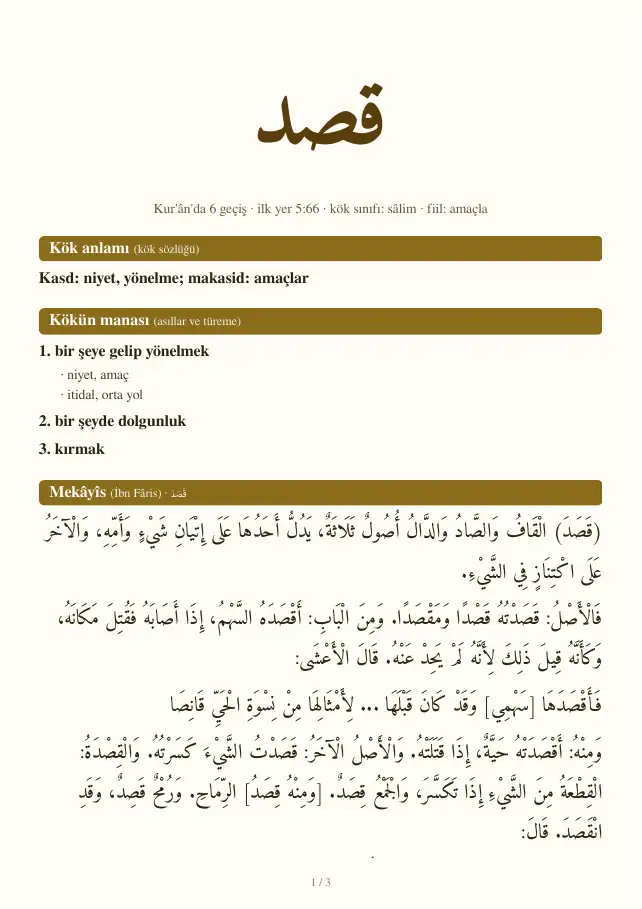 قصد
Kur'ân'da 6 geçiş · ilk yer 5:66 · kök sınıfı: sâlim · fiil: amaçla
Kök anlamı (kök sözlüğü)
Kasd: niyet, yönelme; makasid: amaçlar
Kökün manası (asıllar ve türeme)
1. bir şeye gelip yönelmek
· niyet, amaç
· itidal, orta yol
2. bir şeyde dolgunluk
3. kırmak
Mekâyîs (İbn Fâris) · قصد
(قَصَدَ) الْقَافُ وَالصَّادُ وَالدَّالُ أُصُولٌ ثَلَاثَةٌ، يَدُلُّ أَحَدُهَا عَلَى إِتْيَانِ شَيْءٍ وَأَمِّهِ، وَالْآخَرُ
عَلَى اكْتِنَازٍ فِي الشَّيْءِ.
فَالْأَصْلُ: قَصَدْتُهُ قَصْدًا وَمَقْصَدًا. وَمِنَ الْبَابِ: أَقْصَدَهُ السَّهْمُ، إِذَا أَصَابَهُ فَقُتِلَ مَكَانَهُ،
وَكَأَنَّهُ قِيلَ ذَلِكَ لِأَنَّهُ لَمْ يَحِدْ عَنْهُ. قَالَ الْأَعْشَى:
فَأَقْصَدَهَا [سَهْمِي] وَقَدْ كَانَ قَبْلَهَا ... لِأَمْثَالِهَا مِنْ نِسْوَةِ الْحَيِّ قَانِصَا
وَمِنْهُ: أَقْصَدَتْهُ حَيَّةٌ، إِذَا قَتَلَتْهُ. وَالْأَصْلُ الْآخَرُ: قَصَدْتُ الشَّيْءَ كَسَرْتُهُ. وَالْقِصْدَةُ:
الْقِطْعَةُ مِنَ الشَّيْءِ إِذَا تَكَسَّرَ، وَالْجَمْعُ قِصَدٌ. [وَمِنْهُ قِصَدُ] الرِّمَاحِ. وَرُمْحٌ قَصِدٌ، وَقَدِ
انْقَصَدَ. قَالَ:
1 / 3